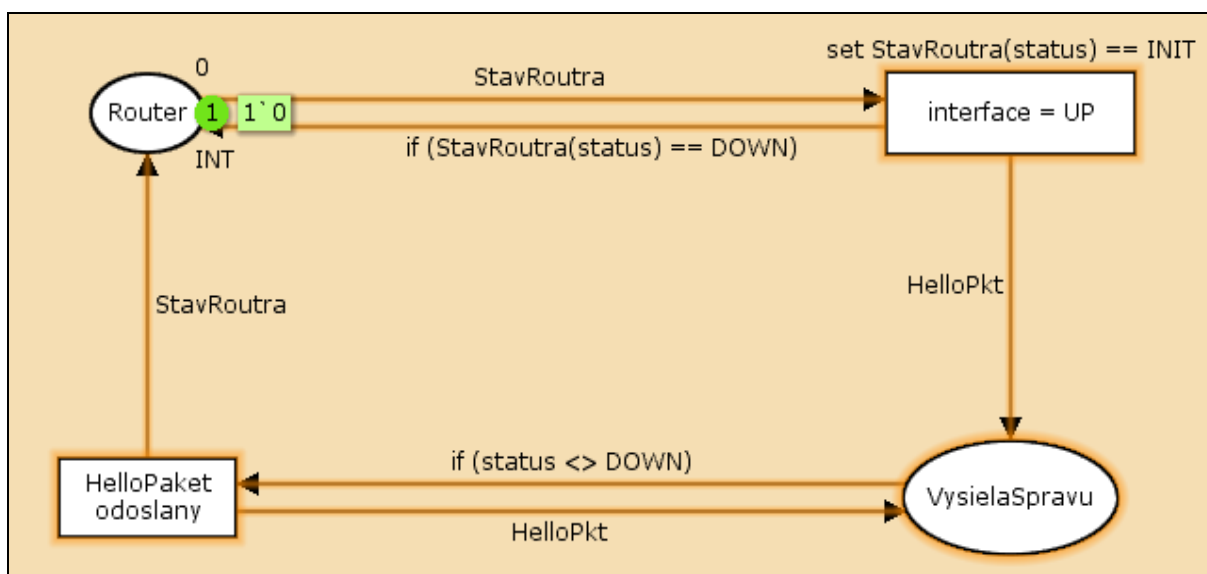 set StavRoutra(status) == INIT
0
StavRoutra
Router
1
1`0
interface = UP
if (StavRoutra(status) == DOWN)
INT
HelloPkt
StavRoutra
if (status <> DOWN)
HelloPaket
odoslany
VysielaSpravu
HelloPkt